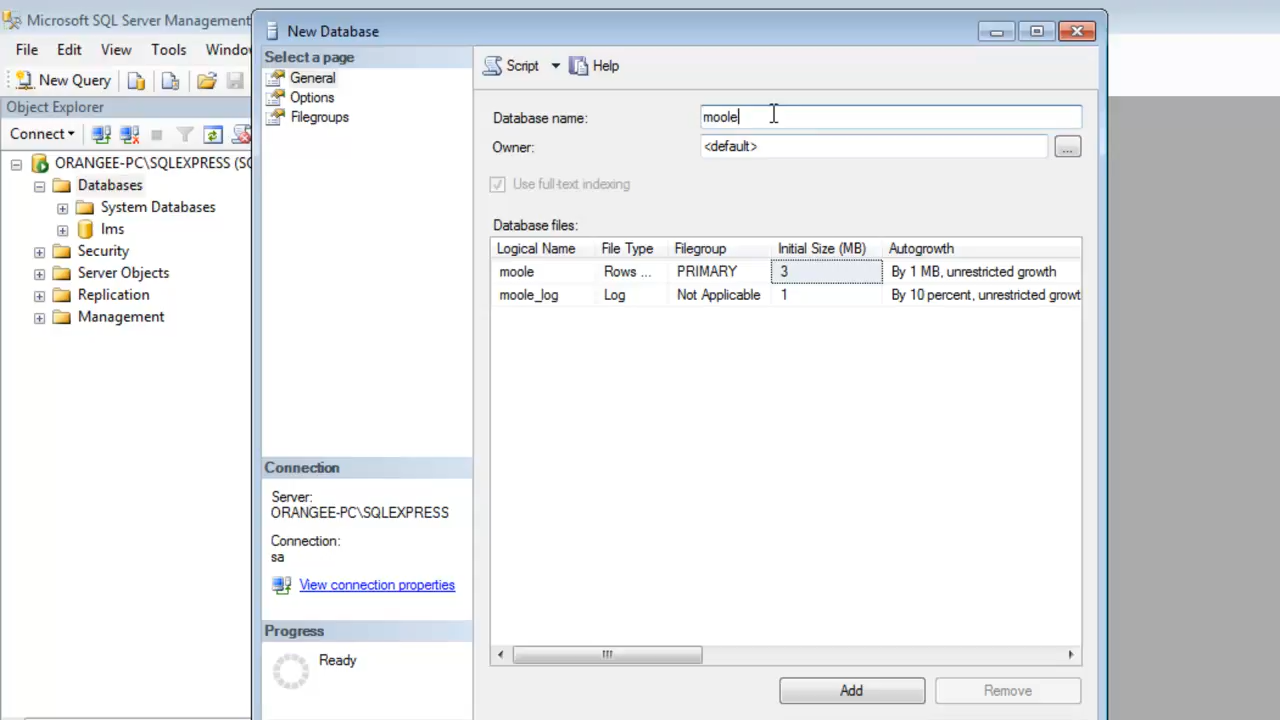 Microsoft SQL Server Management
File Edit View Tools
New Query
Object Explorer
Connect
ORANGEE-PC\SQLEXPRESS
Databases
System Databases
lms
Security
Server Objects
Replication
Management
New Database
Select a page
General
Options
Filegroups
Connection
Server:
ORANGEE-PC\SQLEXPRESS
Connection:
sa
View connection properties
Progress
Ready
Script Help
Database name: moole
Owner: <default> ...
Use full-text indexing
Database files:
Logical Name File Type Filegroup Initial Size (MB) Autogrowth
moole Rows ... PRIMARY 3 By 1 MB, unrestricted growth
moole_log Log Not Applicable 1 By 10 percent, unrestricted growt
Add Remove